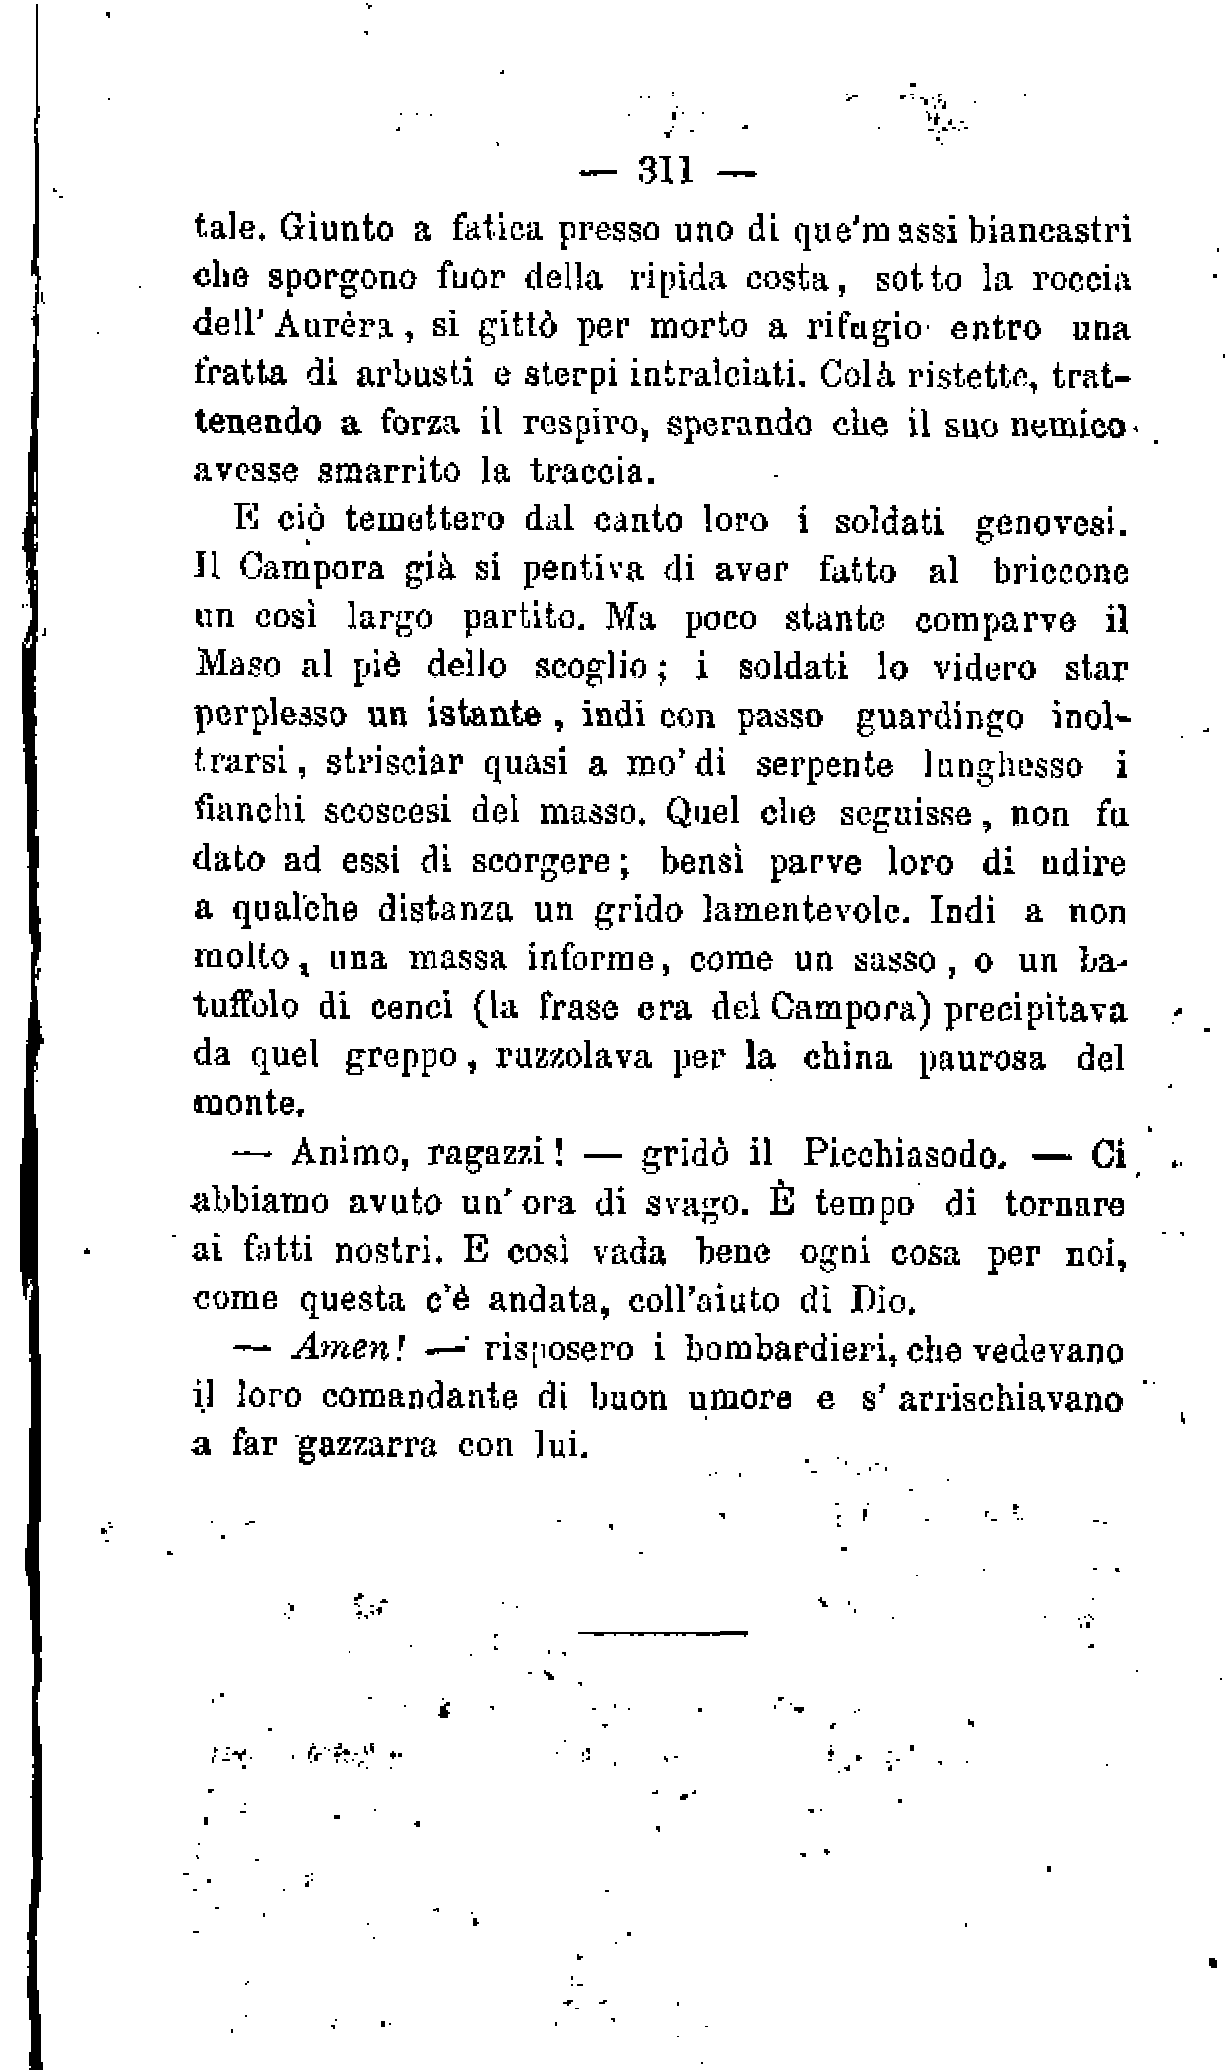 — 311 —
tale. Giunto a fatica presso uno di que'massi biancastri
che sporgono fuor della ripida costa, sotto la roccia
dell' Aurèra, si gittò per morto a rifugio entro una
fratta di arbusti e sterpi intralciati. Colà ristette, trat-
tenendo a forza il respiro, sperando che il suo nemico
avesse smarrito la traccia.
E ciò temettero dal canto loro i soldati genovesi.
Il Campora già si pentiva di aver fatto al briccone
un così largo partito. Ma poco stante comparve il
Maso al piè dello scoglio; i soldati lo videro star
perplesso un istante, indi con passo guardingo inol-
trarsi, strisciar quasi a mo' di serpente lunghesso i
fianchi scoscesi del masso. Quel che seguisse, non fu
dato ad essi di scorgere; bensì parve loro di udire
a qualche distanza un grido lamentevole. Indi a non
molto, una massa informe, come un sasso, o un ba-
tuffolo di cenci (la frase era del Campora) precipitava
da quel greppo, ruzzolava per la china paurosa del
monte.
— Animo, ragazzi! — gridò il Picchiasodo. — Ci
abbiamo avuto un' ora di svago. È tempo di tornare
ai fatti nostri. E così vada bene ogni cosa per noi,
come questa c'è andata, coll'aiuto di Dio.
— Amen! — risposero i bombardieri, che vedevano
il loro comandante di buon umore e s' arrischiavano
a far gazzarra con lui.